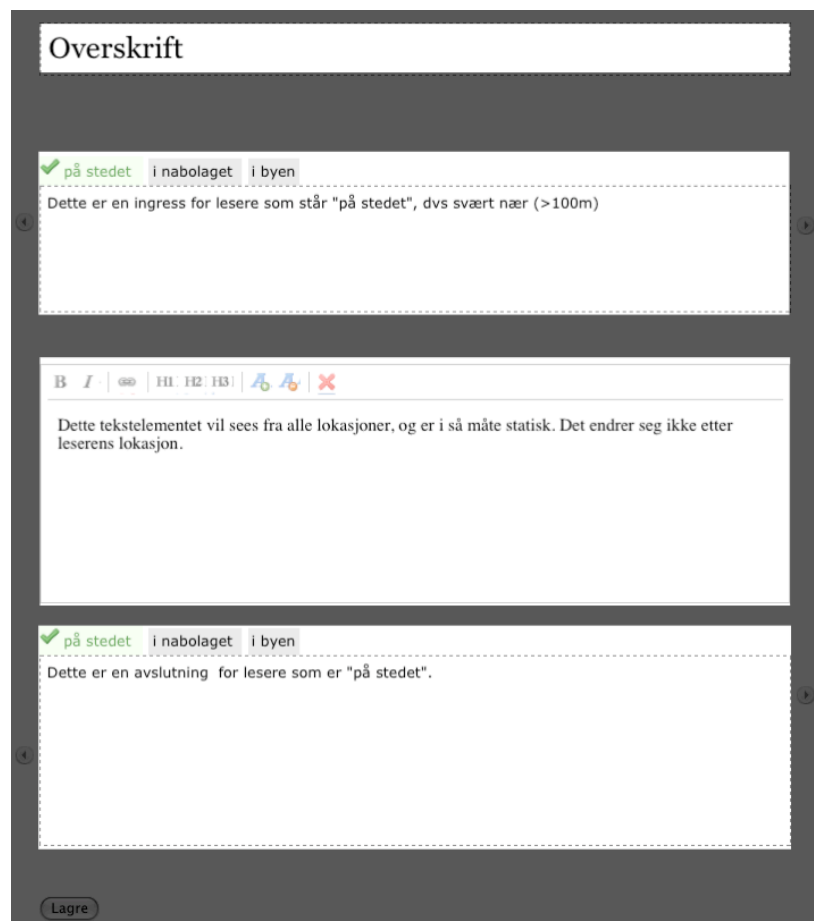 Overskrift
på stedet i nabolaget i byen
Dette er en ingress for lesere som står "på stedet", dvs svært nær (>100m)
B I H1 H2 H3 A A
Dette tekstelementet vil sees fra alle lokasjoner, og er i så måte statisk. Det endrer seg ikke etter
leserens lokasjon.
på stedet i nabolaget i byen
Dette er en avslutning for lesere som er "på stedet".
Lagre